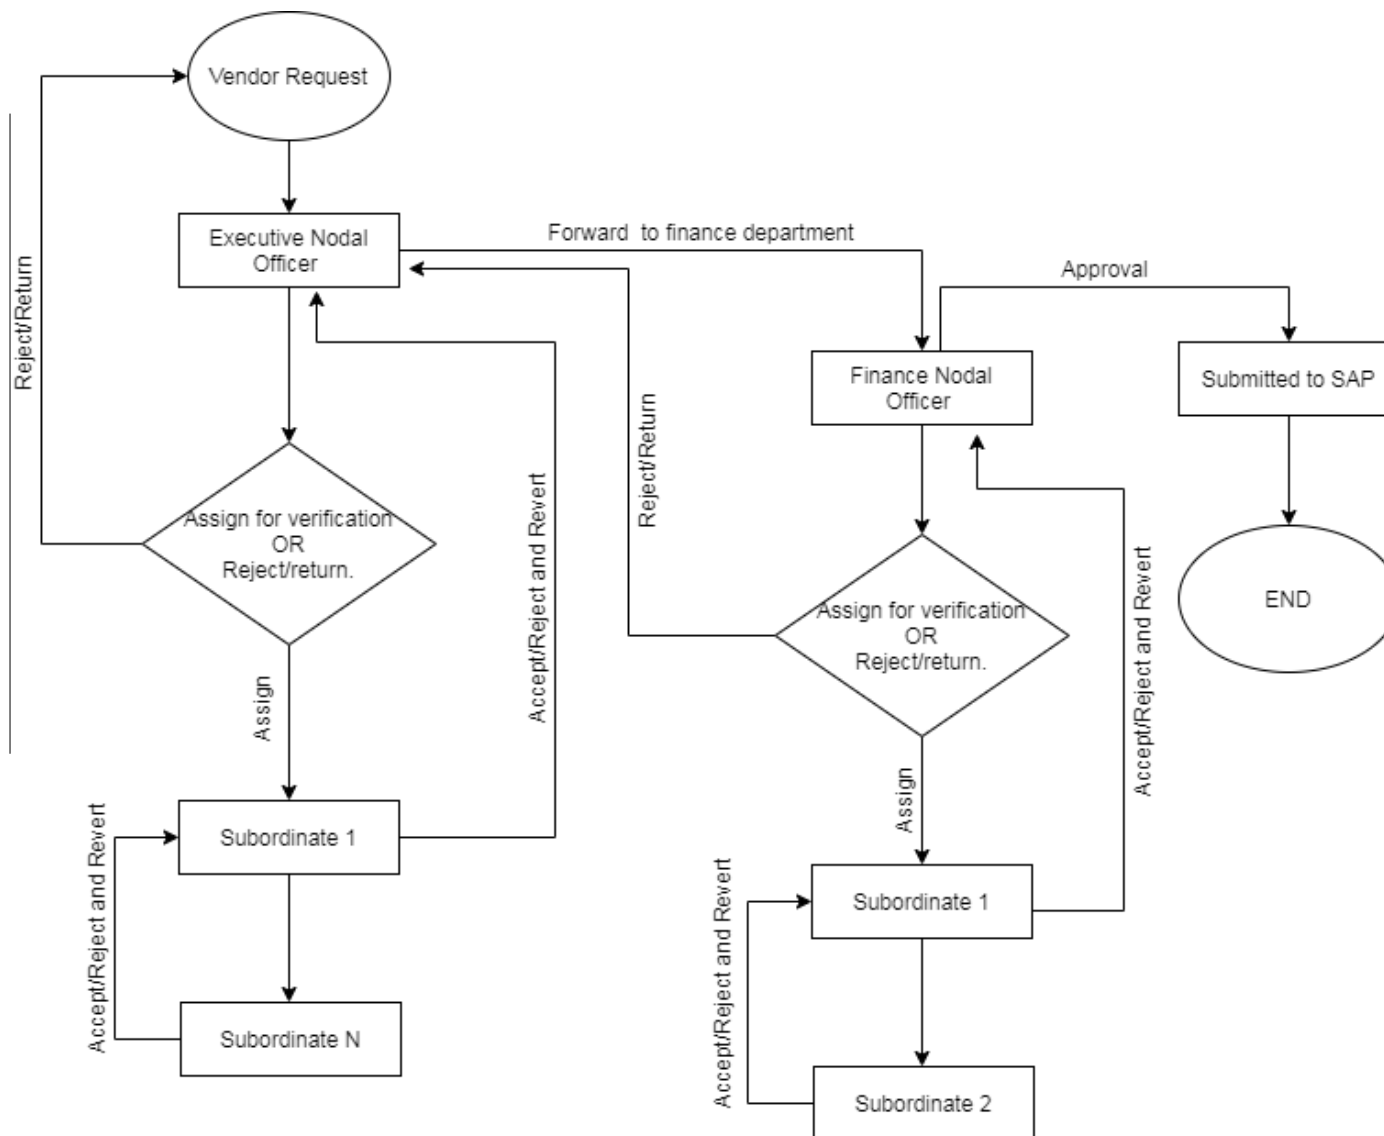 Vendor Request
Executive Nodal
Officer
Forward to finance department
Approval
Reject/Return
Finance Nodal
Officer
Submitted to SAP
Reject/Return
Assign for verification
OR
Reject/return.
Accept/Reject and Revert
Assign for verification
OR
Reject/return.
Accept/Reject and Revert
END
Assign
Assign
Subordinate 1
Accept/Reject and Revert
Subordinate 1
Accept/Reject and Revert
Subordinate N
Subordinate 2